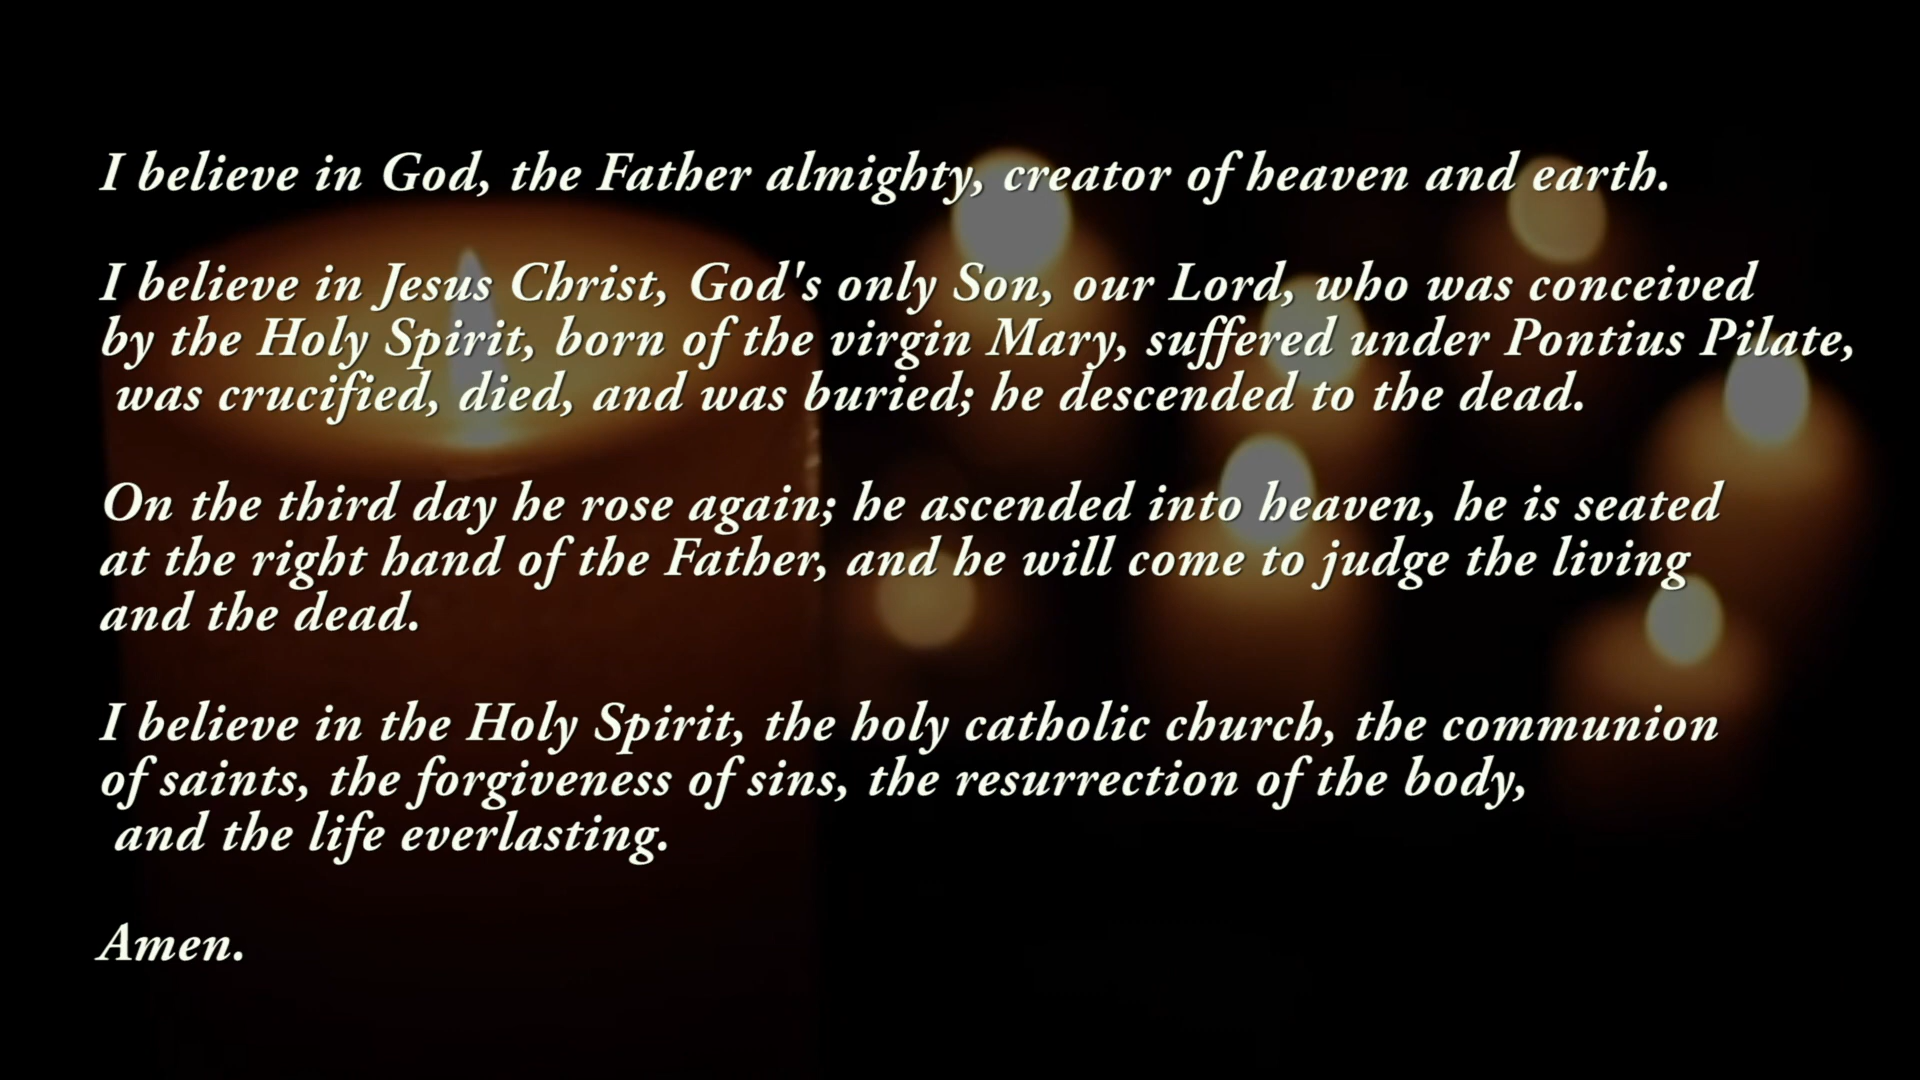 I believe in God, the Father almighty, creator of heaven and earth.
I believe in Jesus Christ, God's only Son, our Lord, who was conceived
by the Holy Spirit, born of the virgin Mary, suffered under Pontius Pilate,
was crucified, died, and was buried; he descended to the dead.
On the third day he rose again; he ascended into heaven, he is seated
at the right hand of the Father, and he will come to judge the living
and the dead.
I believe in the Holy Spirit, the holy catholic church, the communion
of saints, the forgiveness of sins, the resurrection of the body,
and the life everlasting.
Amen.